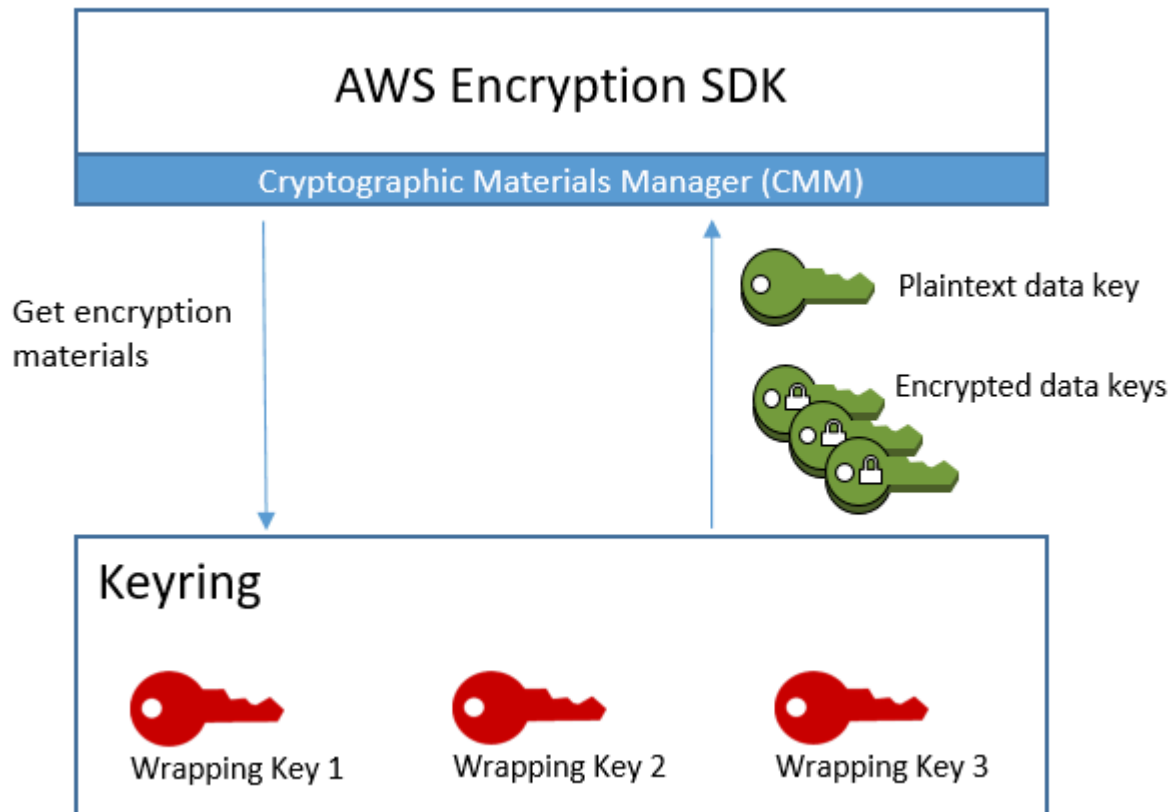 AWS Encryption SDK
Cryptographic Materials Manager (CMM)
Get encryption
materials
Plaintext data key
Encrypted data keys
Keyring
Wrapping Key 1
Wrapping Key 2
Wrapping Key 3